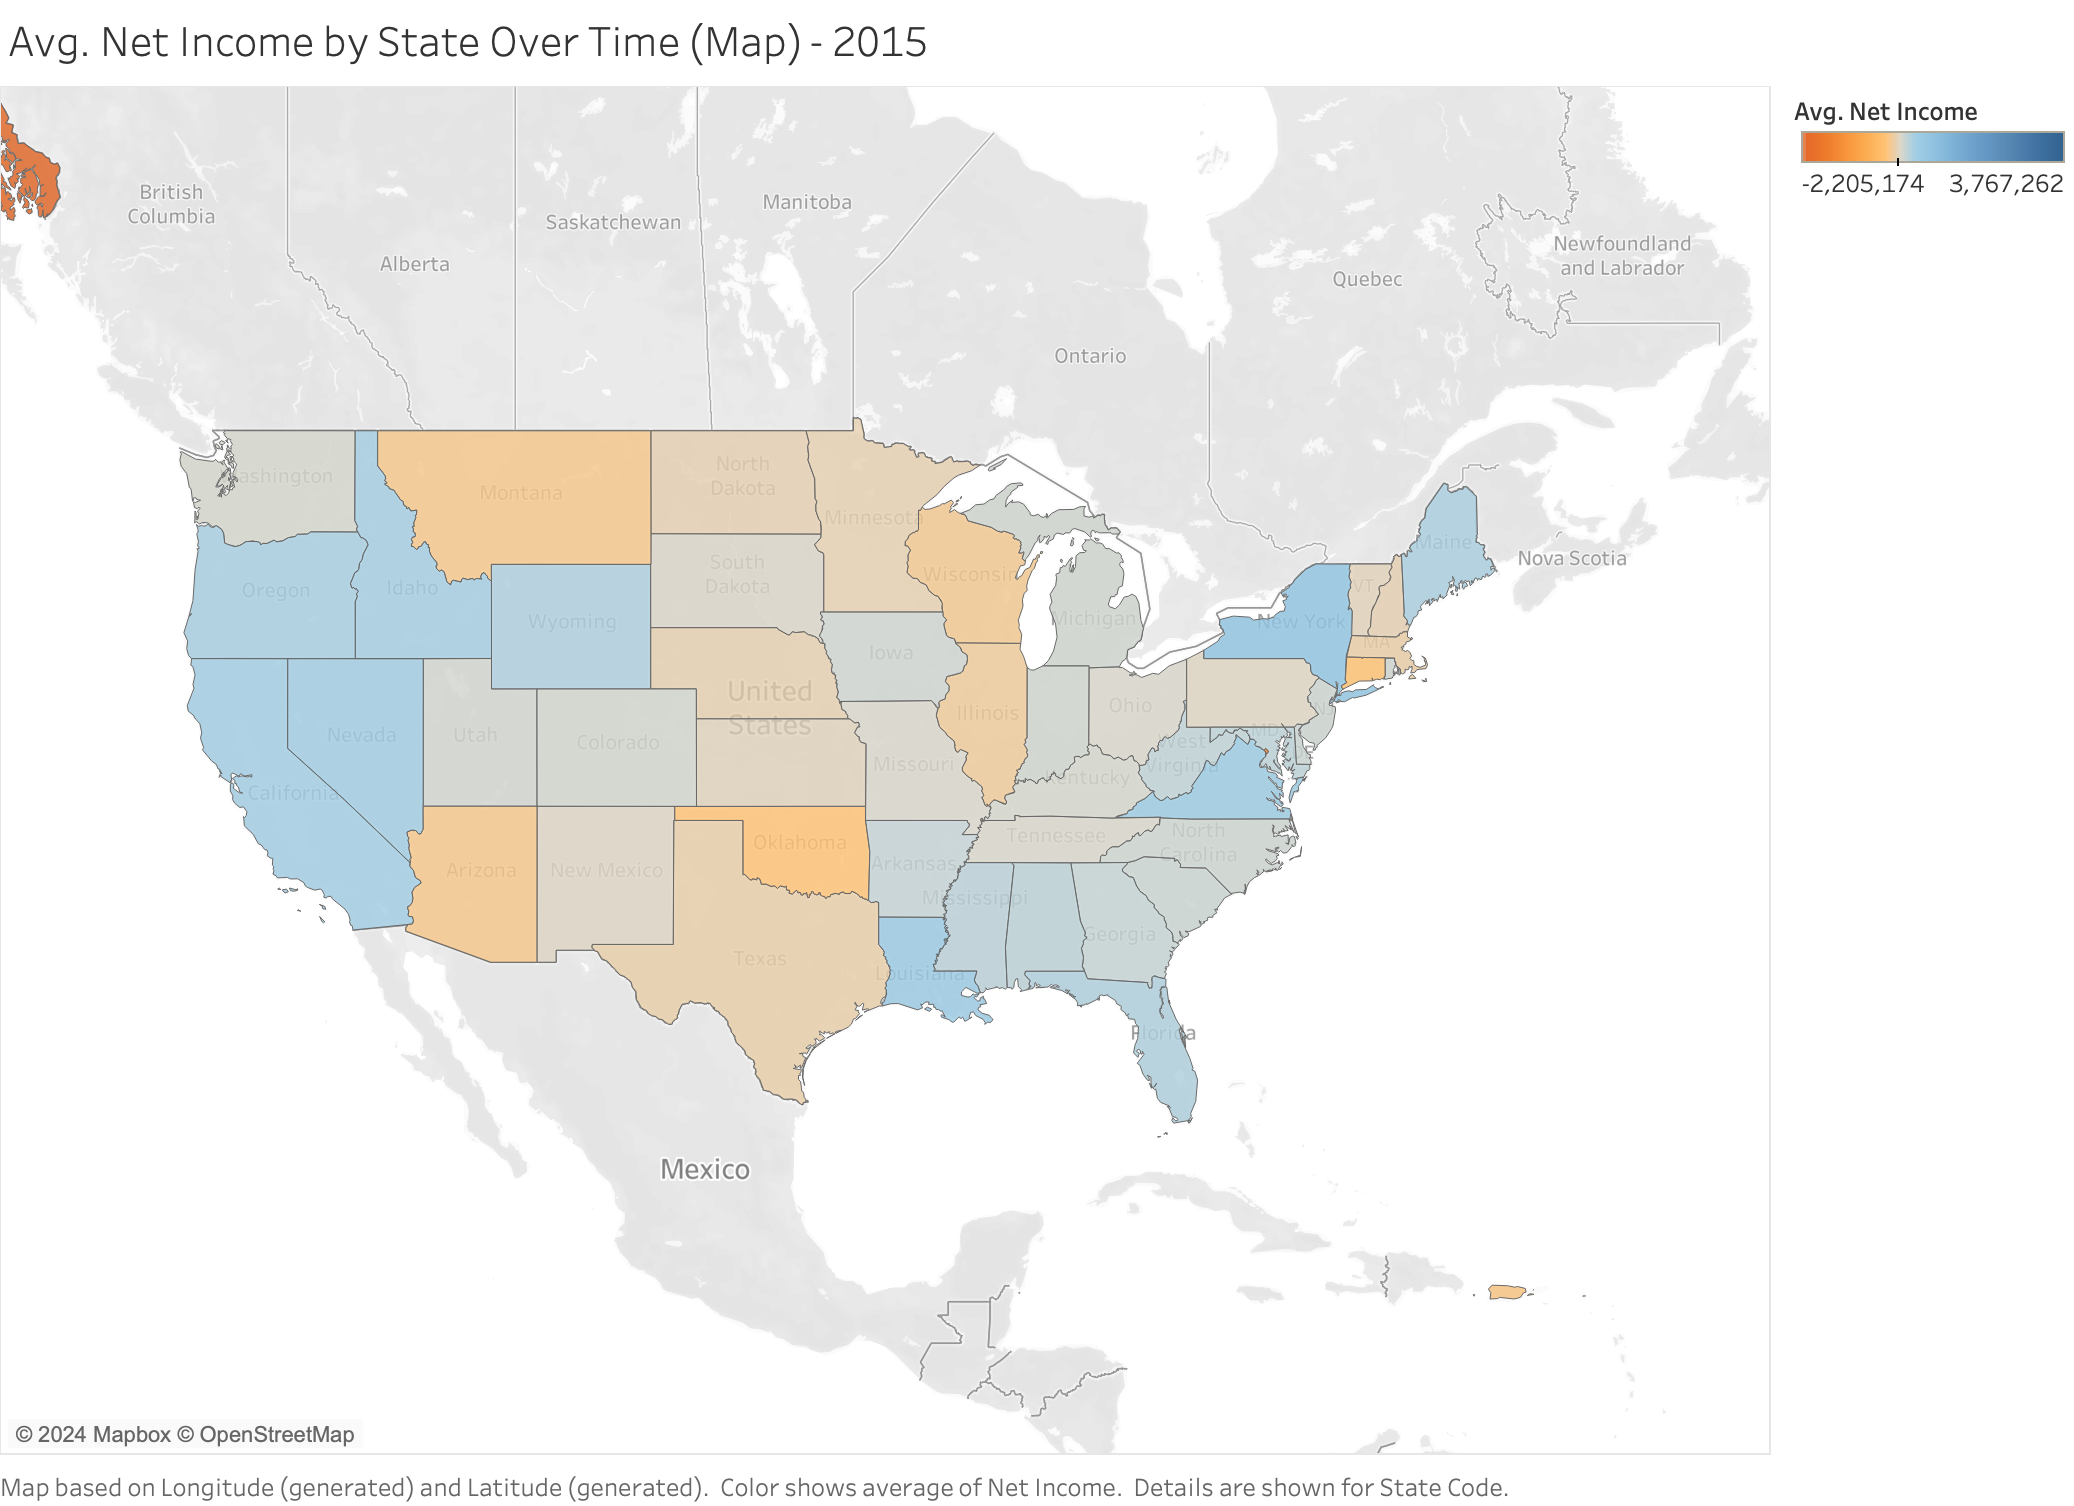 Avg. Net Income by State Over Time (Map) - 2015
Avg. Net Income
-2,205,174 3,767,262
British
Columbia
Alberta
Saskatchewan
Manitoba
Ontario
Quebec
Newfoundland
and Labrador
Nova Scotia
ashington
Montana
North
Dakota
Minnesota
Wisconsin
Michigan
Maine
Oregon
Idaho
Wyoming
South
Dakota
Iowa
VT
New York
MA
Nevada
Utah
Colorado
United
States
Illinois
Ohio
NJ
California
Missouri
West
Virginia
MD
DE
Kentucky
Arizona
New Mexico
Oklahoma
Arkansas
Tennessee
North
Carolina
Mississippi
Georgia
Texas
Louisiana
Florida
Mexico
© 2024 Mapbox © OpenStreetMap
Map based on Longitude (generated) and Latitude (generated). Color shows average of Net Income. Details are shown for State Code.